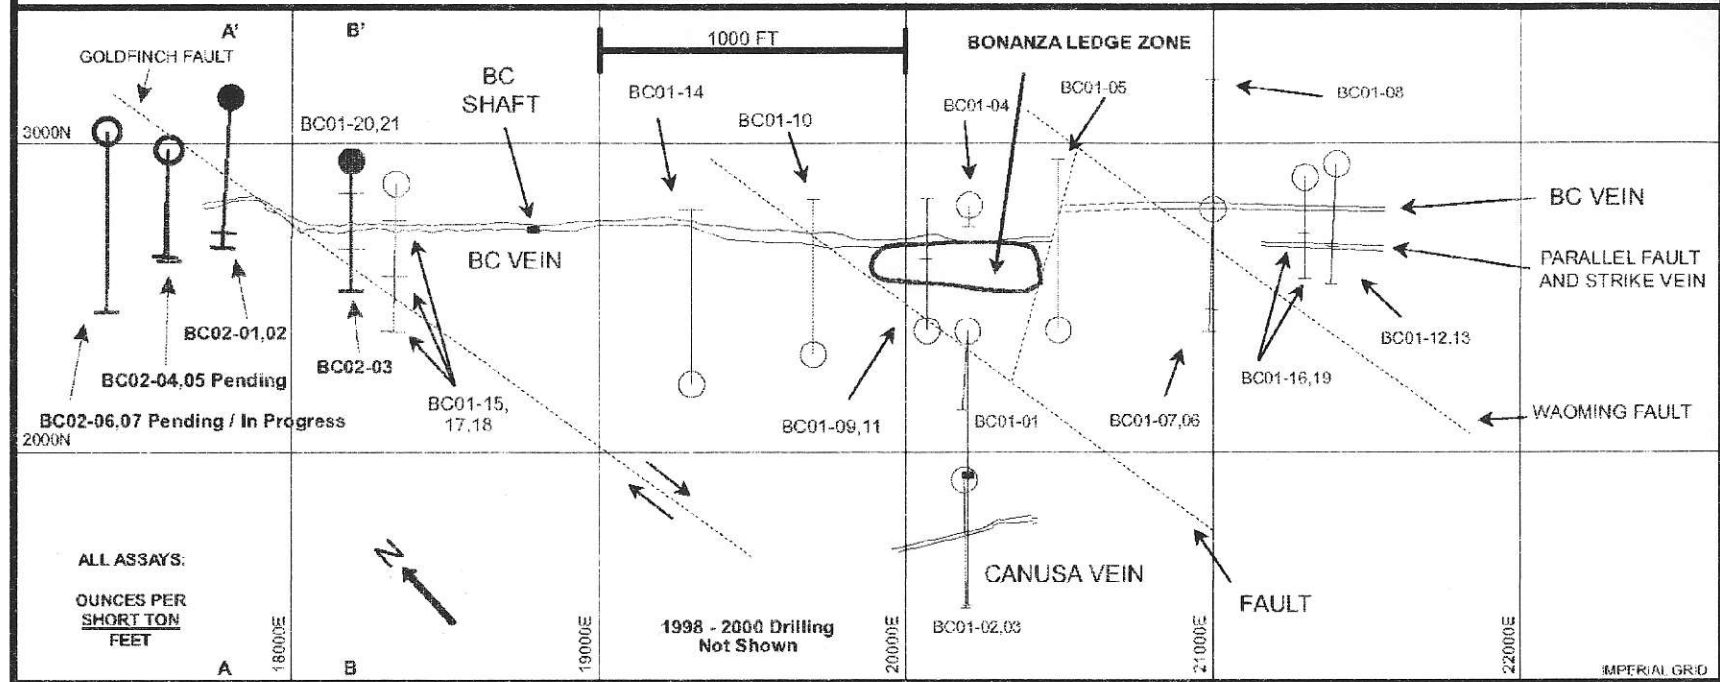 A'
B'
1000 FT
BONANZA LEDGE ZONE
GOLDFINCH FAULT
BC
SHAFT
BC01-14
BC01-04
BC01-05
BC01-08
BC01-10
3000N
BC01-20,21
BC VEIN
BC VEIN
PARALLEL FAULT
AND STRIKE VEIN
BC02-01,02
BC02-03
BC01-12,13
BC02-04,05 Pending
BC01-16,19
BC01-15,
17,18
BC02-06,07 Pending / In Progress
BC01-09,11
BC01-01
BC01-07,06
WAOMING FAULT
2000N
N
ALL ASSAYS:
OUNCES PER
SHORT TON
FEET
CANUSA VEIN
FAULT
1998 - 2000 Drilling
Not Shown
BC01-02,03
18000E
19000E
20000E
21000E
22000E
A
B
IMPERIAL GRID